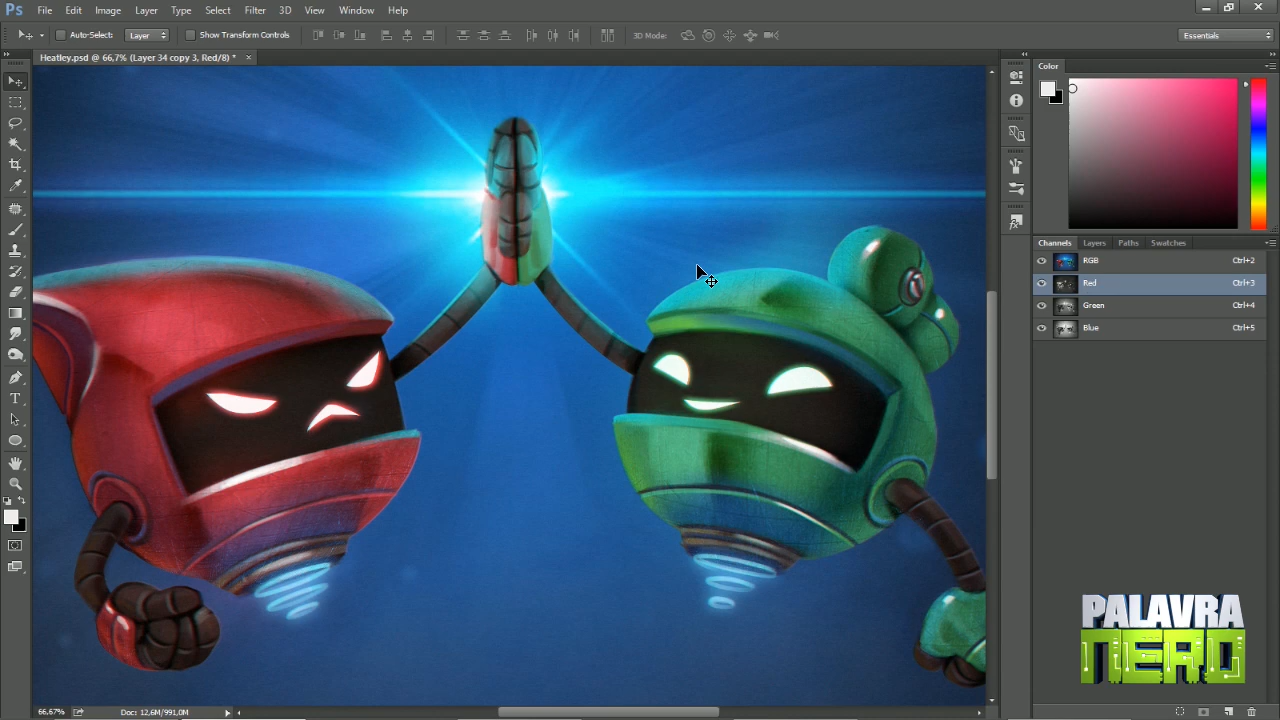 Ps File Edit Image Layer Type Select Filter 3D View Window Help
Auto-Select: Layer Show Transform Controls 3D Mode: Essentials
Heatley.psd @ 66,7% (Layer 34 copy 3, Red/8) * ×
Color
Channels Layers Paths Swatches
RGB Ctrl+2
Red Ctrl+3
Green Ctrl+4
Blue Ctrl+5
PALAVRA
NERD
66,67% Doc: 12,6M/991,0M